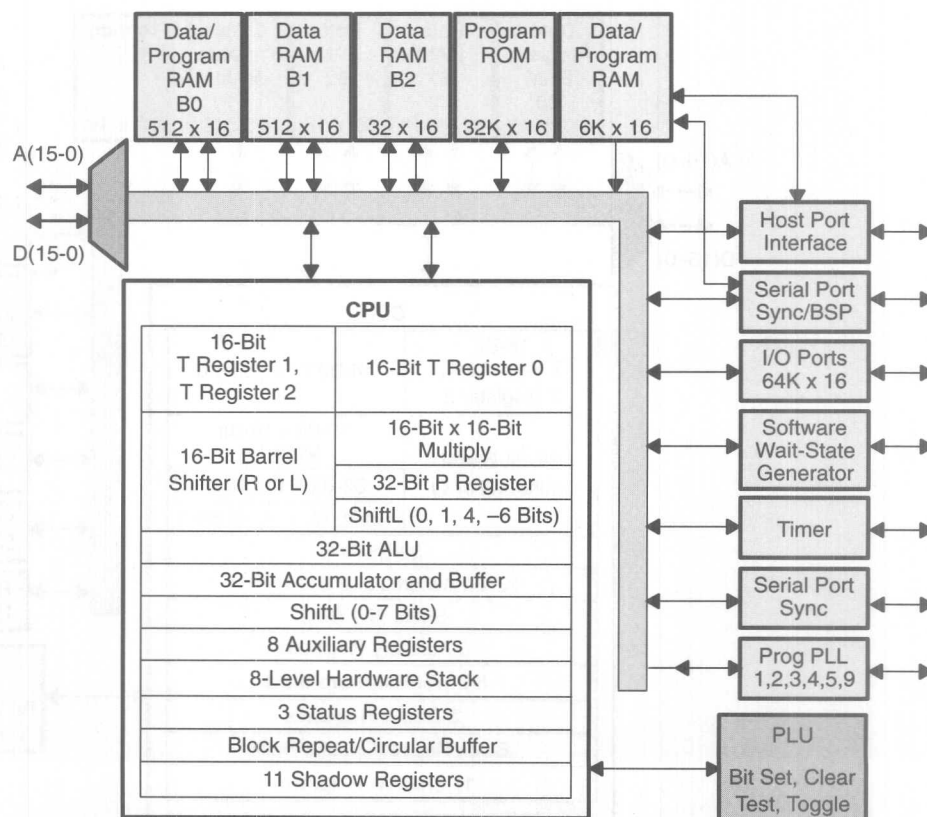 Data/
Program
RAM
B0
512 x 16
Data
RAM
B1
512 x 16
Data
RAM
B2
32 x 16
Program
ROM
32K x 16
Data/
Program
RAM
6K x 16
A(15-0)
D(15-0)
CPU
16-Bit
T Register 1,
T Register 2
16-Bit T Register 0
16-Bit Barrel
Shifter (R or L)
16-Bit x 16-Bit
Multiply
32-Bit P Register
ShiftL (0, 1, 4, –6 Bits)
32-Bit ALU
32-Bit Accumulator and Buffer
ShiftL (0-7 Bits)
8 Auxiliary Registers
8-Level Hardware Stack
3 Status Registers
Block Repeat/Circular Buffer
11 Shadow Registers
Host Port
Interface
Serial Port
Sync/BSP
I/O Ports
64K x 16
Software
Wait-State
Generator
Timer
Serial Port
Sync
Prog PLL
1,2,3,4,5,9
PLU
Bit Set, Clear
Test, Toggle